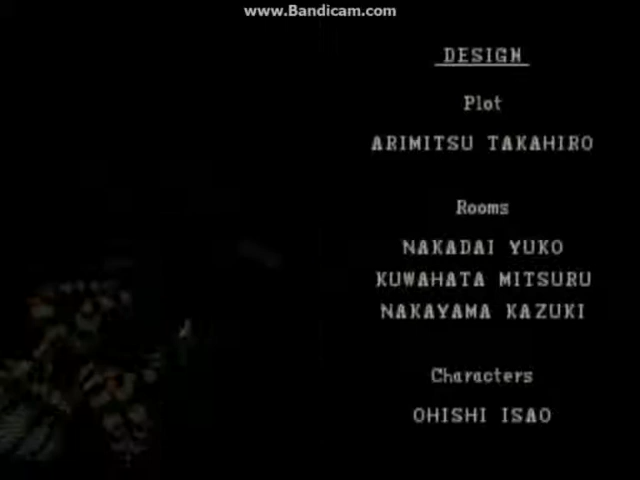 www.Bandicam.com
DESIGN
Plot
ARIMITSU TAKAHIRO
Rooms
NAKADAI YUKO
KUWAHATA MITSURU
NAKAYAMA KAZUKI
Characters
OHISHI ISAO